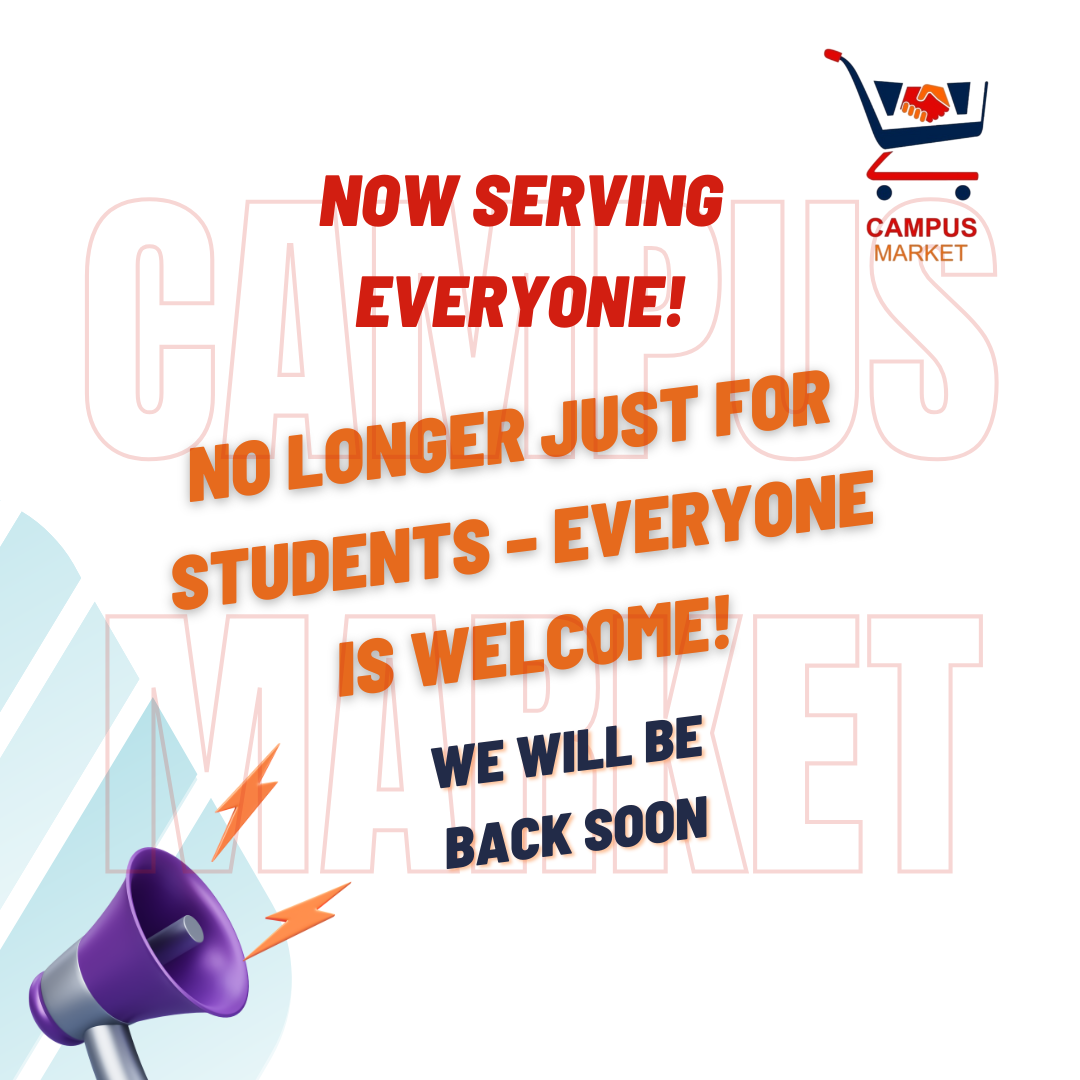 CAMPUS
MARKET
NOW SERVING
EVERYONE!
NO LONGER JUST FOR
STUDENTS – EVERYONE
IS WELCOME!
WE WILL BE
BACK SOON
CAMPUS
MARKET